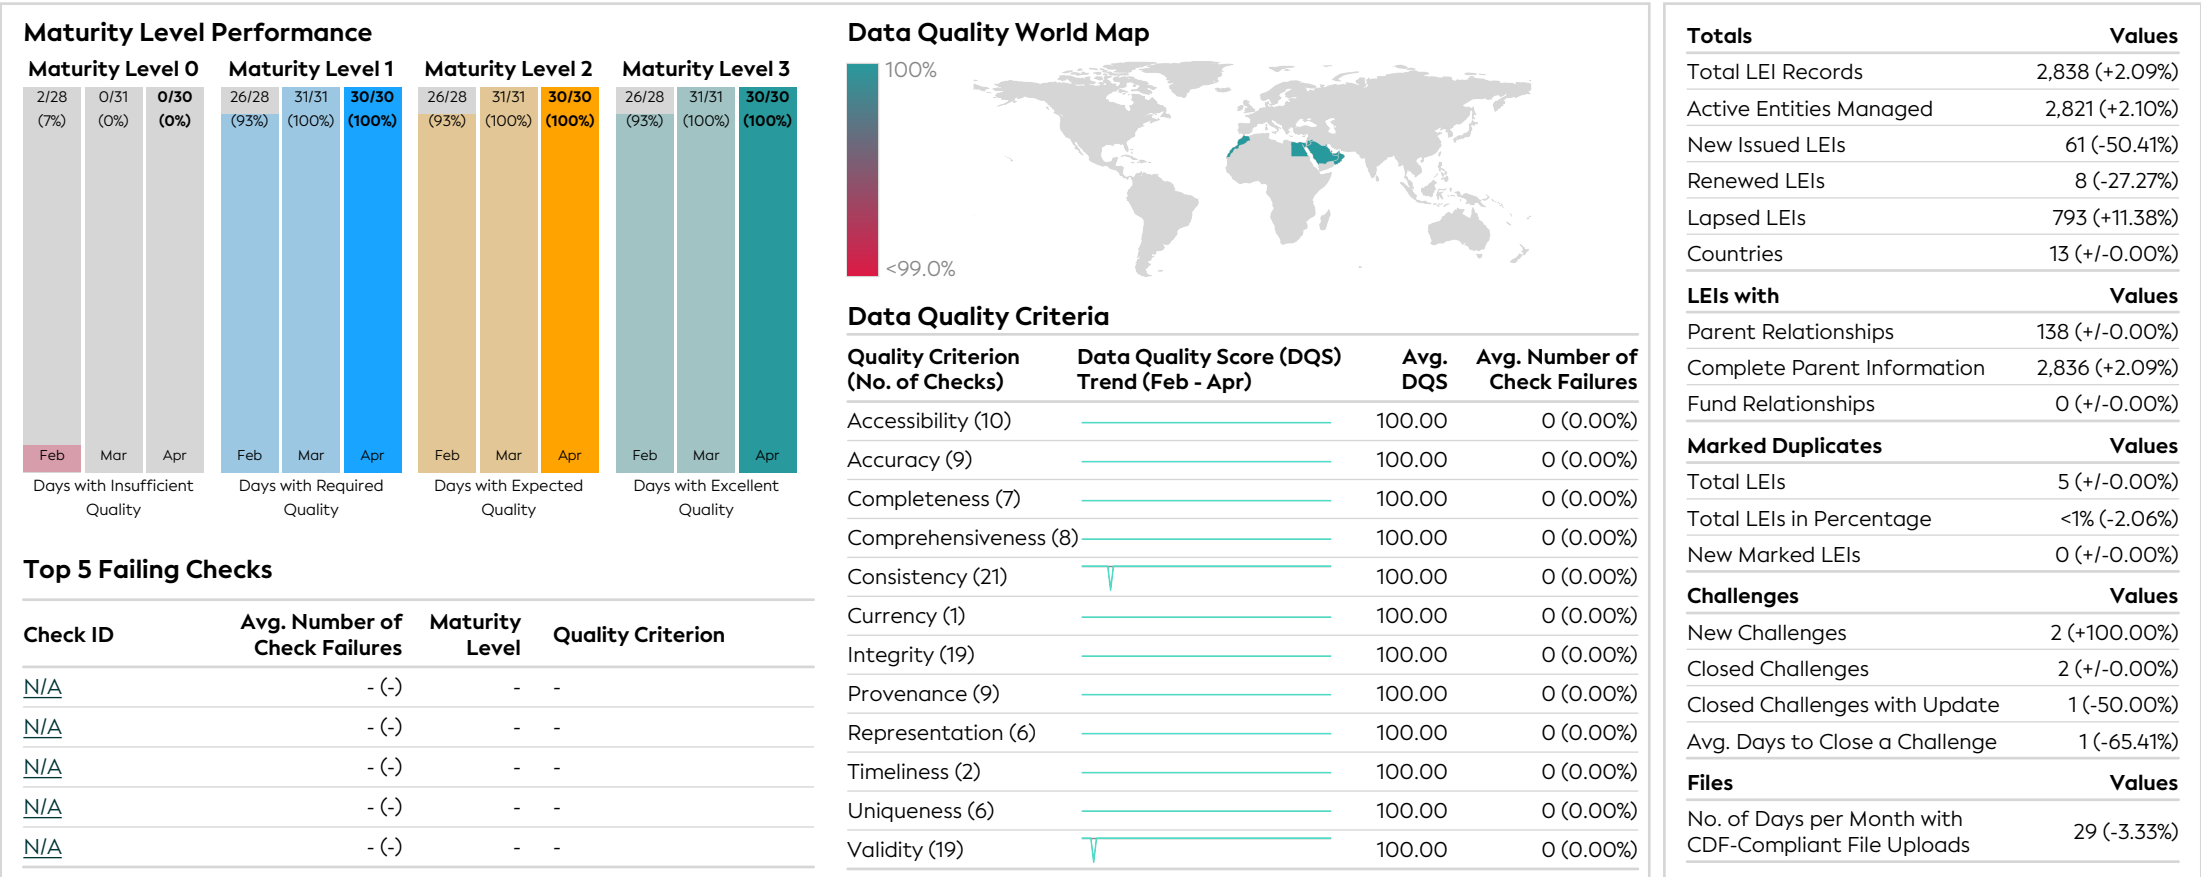 Maturity Level Performance
Maturity Level 0 Maturity Level 1 Maturity Level 2 Maturity Level 3
2/28 0/31 0/30 26/28 31/31 30/30 26/28 31/31 30/30 26/28 31/31 30/30
(7%) (0%) (0%) (93%) (100%) (100%) (93%) (100%) (100%) (93%) (100%) (100%)
Feb Mar Apr Feb Mar Apr Feb Mar Apr Feb Mar Apr
Days with Insufficient Days with Required Days with Expected Days with Excellent
Quality Quality Quality Quality
Top 5 Failing Checks
Avg. Number of Maturity
Check ID Quality Criterion
Check Failures Level
N/A - (-) - -
N/A - (-) - -
N/A - (-) - -
N/A - (-) - -
N/A - (-) - -
Data Quality World Map
100%
<99.0%
Data Quality Criteria
Quality Criterion Data Quality Score (DQS) Avg. Avg. Number of
(No. of Checks) Trend (Feb - Apr) DQS Check Failures
Accessibility (10) 100.00 0 (0.00%)
Accuracy (9) 100.00 0 (0.00%)
Completeness (7) 100.00 0 (0.00%)
Comprehensiveness (8) 100.00 0 (0.00%)
Consistency (21) 100.00 0 (0.00%)
Currency (1) 100.00 0 (0.00%)
Integrity (19) 100.00 0 (0.00%)
Provenance (9) 100.00 0 (0.00%)
Representation (6) 100.00 0 (0.00%)
Timeliness (2) 100.00 0 (0.00%)
Uniqueness (6) 100.00 0 (0.00%)
Validity (19) 100.00 0 (0.00%)
Totals Values
Total LEI Records 2,838 (+2.09%)
Active Entities Managed 2,821 (+2.10%)
New Issued LEIs 61 (-50.41%)
Renewed LEIs 8 (-27.27%)
Lapsed LEIs 793 (+11.38%)
Countries 13 (+/-0.00%)
LEIs with Values
Parent Relationships 138 (+/-0.00%)
Complete Parent Information 2,836 (+2.09%)
Fund Relationships 0 (+/-0.00%)
Marked Duplicates Values
Total LEIs 5 (+/-0.00%)
Total LEIs in Percentage <1% (-2.06%)
New Marked LEIs 0 (+/-0.00%)
Challenges Values
New Challenges 2 (+100.00%)
Closed Challenges 2 (+/-0.00%)
Closed Challenges with Update 1 (-50.00%)
Avg. Days to Close a Challenge 1 (-65.41%)
Files Values
No. of Days per Month with
CDF-Compliant File Uploads 29 (-3.33%)